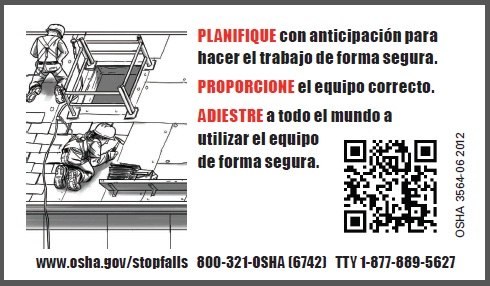 PLANIFIQUE con anticipación para
hacer el trabajo de forma segura.
PROPORCIONE el equipo correcto.
ADIESTRE a todo el mundo a
utilizar el equipo
de forma segura.
OSHA 3564-06 2012
www.osha.gov/stopfalls 800-321-OSHA (6742) TTY 1-877-889-5627